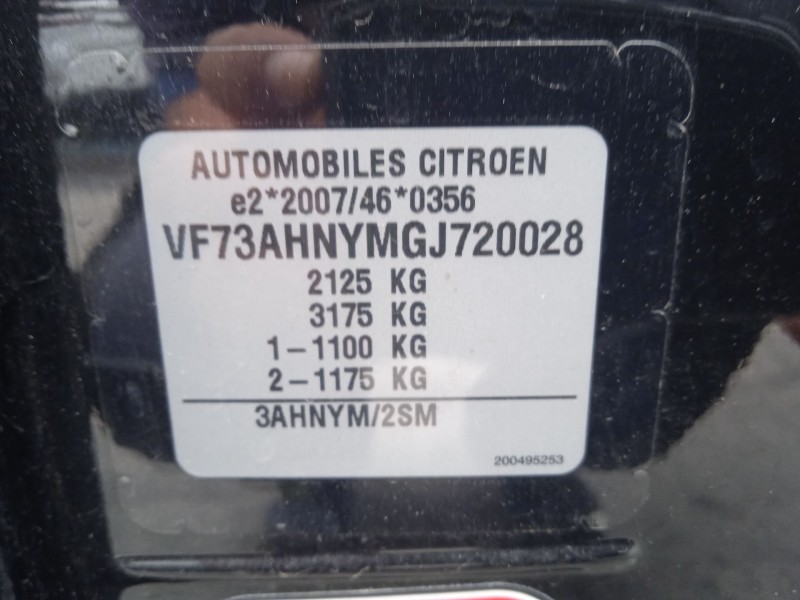 AUTOMOBILES CITROEN
e2*2007/46*0356
VF73AHNYMGJ720028
2125 KG
3175 KG
1-1100 KG
2-1175 KG
3AHNYM/2SM
200495253